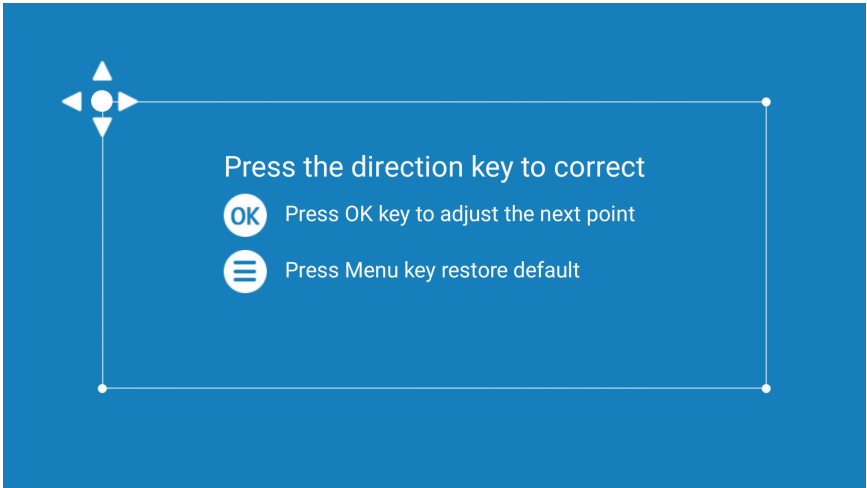 Press the direction key to correct
OK Press OK key to adjust the next point
Press Menu key restore default